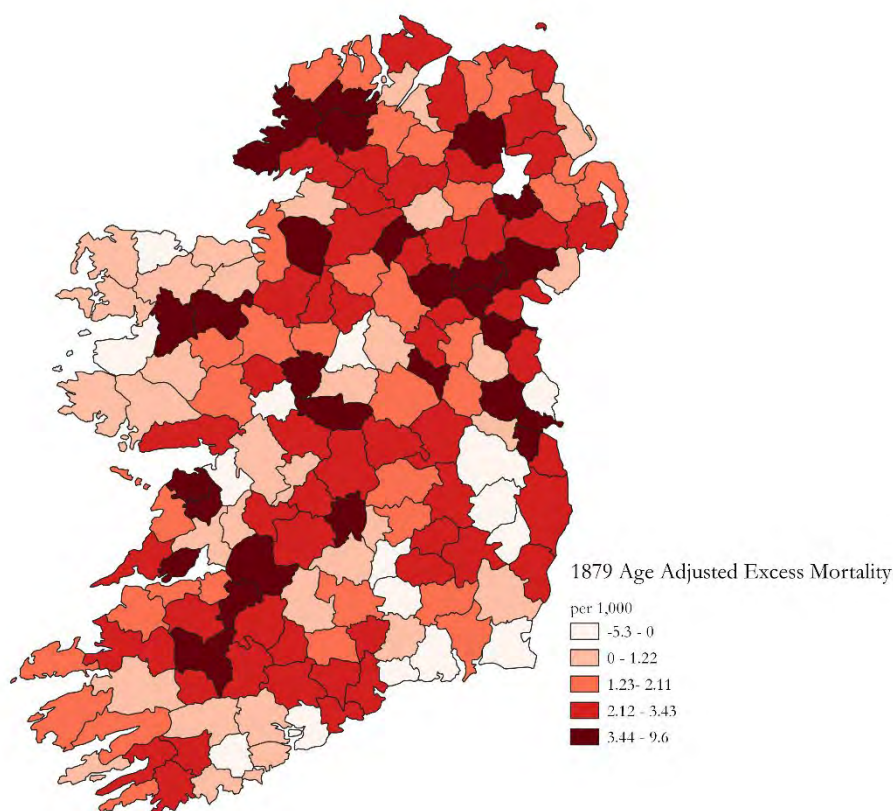 1879 Age Adjusted Excess Mortality
per 1,000
-5.3 - 0
0 - 1.22
1.23- 2.11
2.12 - 3.43
3.44 - 9.6